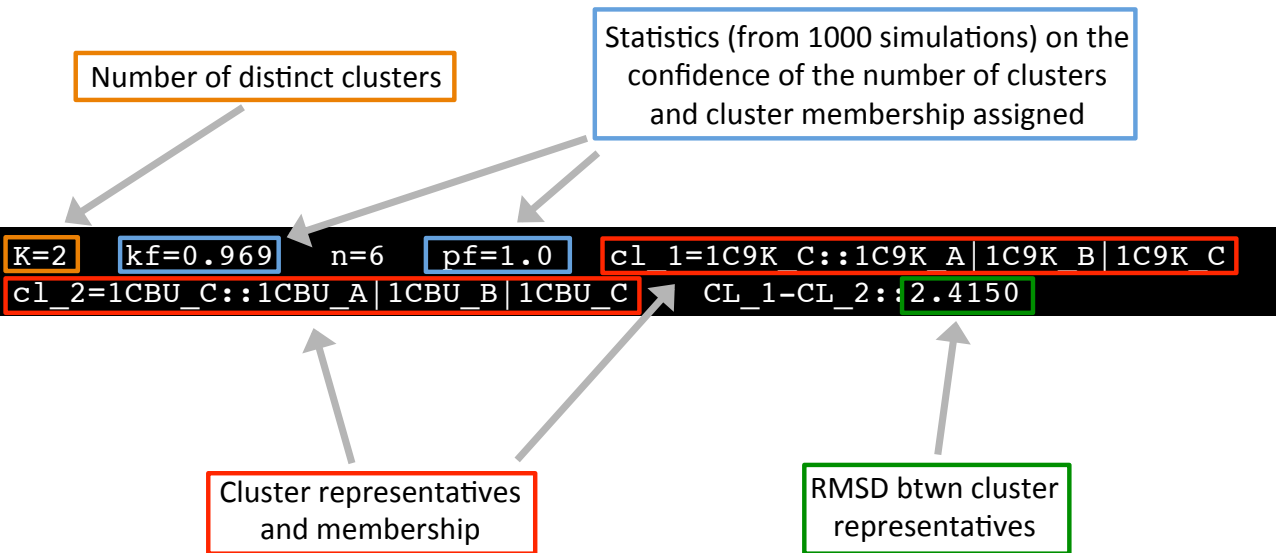 Statistics (from 1000 simulations) on the
confidence of the number of clusters
and cluster membership assigned
Number of distinct clusters
K=2 kf=0.969 n=6 pf=1.0 cl_1=1C9K_C::1C9K_A|1C9K_B|1C9K_C
cl_2=1CBU_C::1CBU_A|1CBU_B|1CBU_C CL_1-CL_2::2.4150
Cluster representatives
and membership
RMSD btwn cluster
representatives